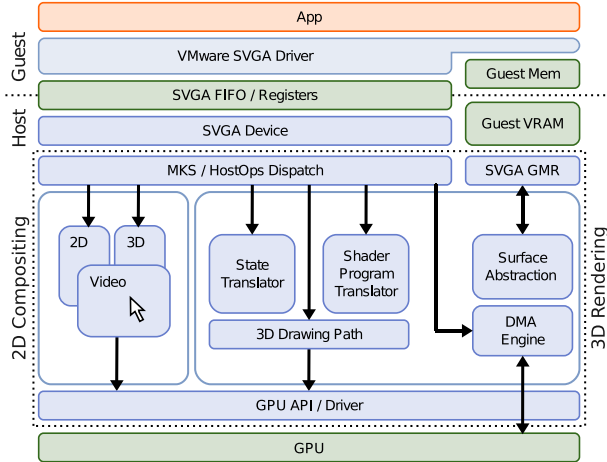 App
Guest
VMware SVGA Driver
Guest Mem
SVGA FIFO / Registers
Host
Guest VRAM
SVGA Device
MKS / HostOps Dispatch
SVGA GMR
2D Compositing
2D
3D
Video
State
Translator
Shader
Program
Translator
3D Drawing Path
Surface
Abstraction
DMA
Engine
3D Rendering
GPU API / Driver
GPU